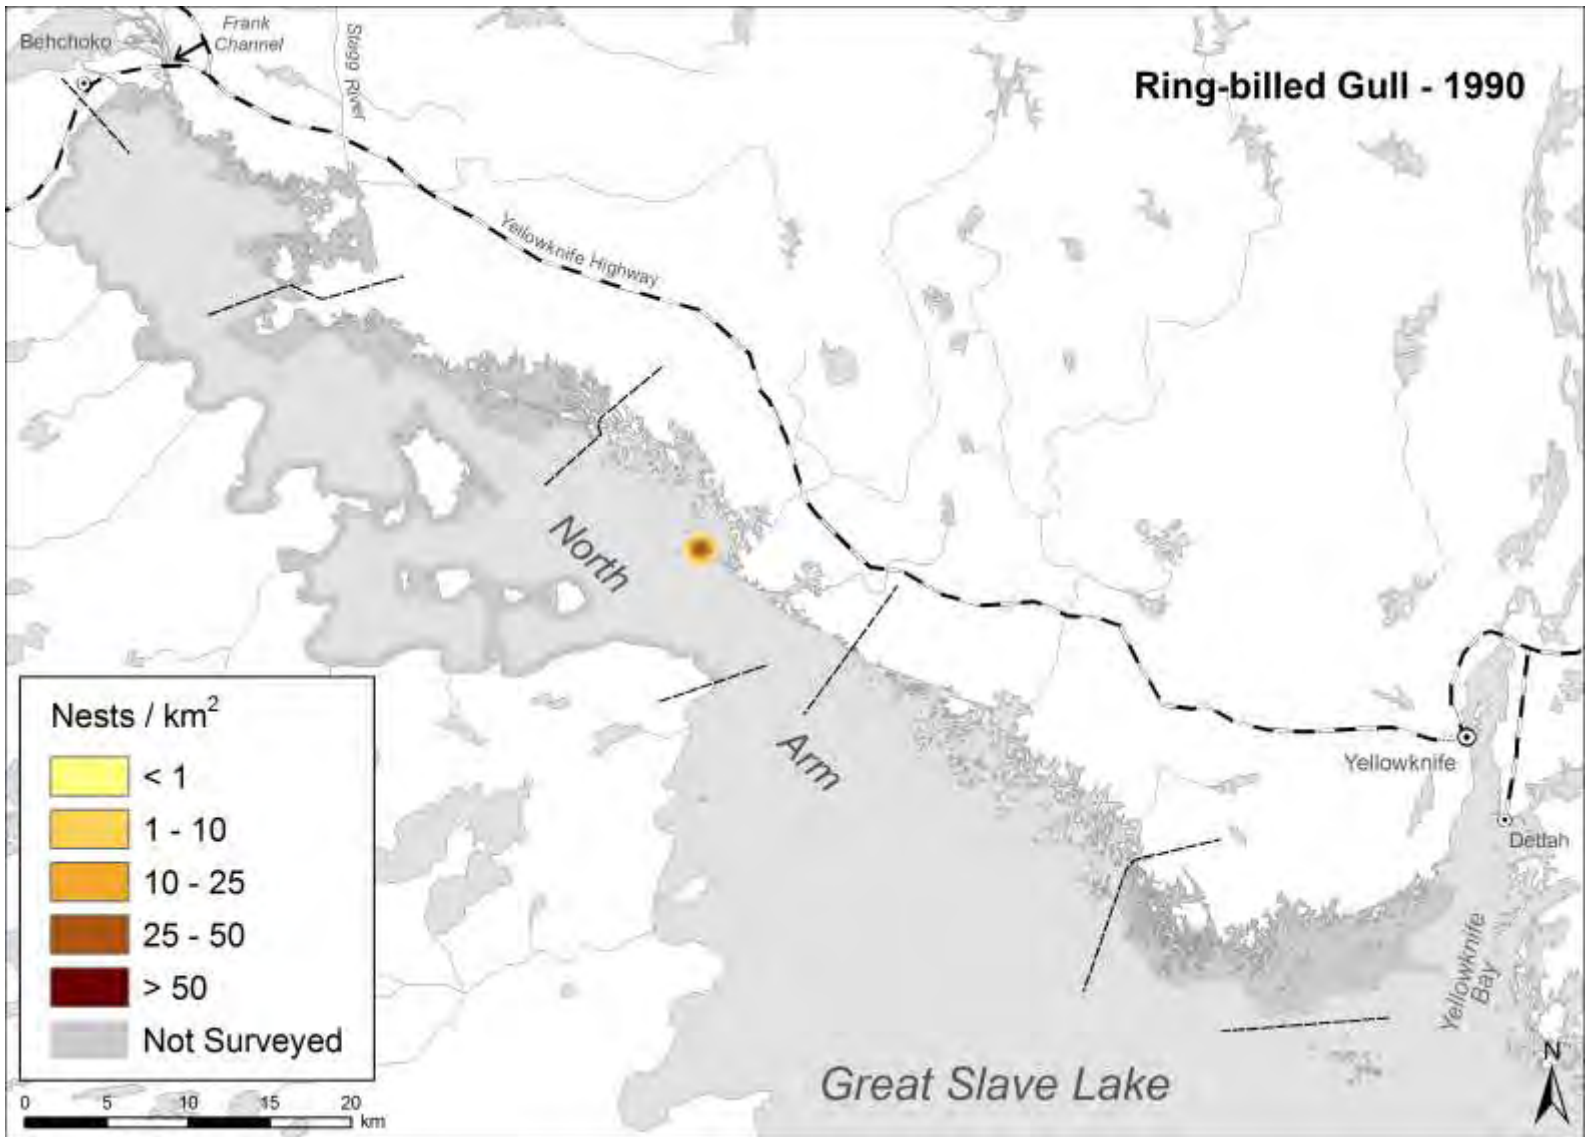 Frank
Channel
Behchoko
Stagg River
Ring-billed Gull - 1990
Yellowknife Highway
North
Arm
Yellowknife
Dettah
Yellowknife
Bay
Great Slave Lake
N
Nests / km²
< 1
1 - 10
10 - 25
25 - 50
> 50
Not Surveyed
0 5 10 15 20
km